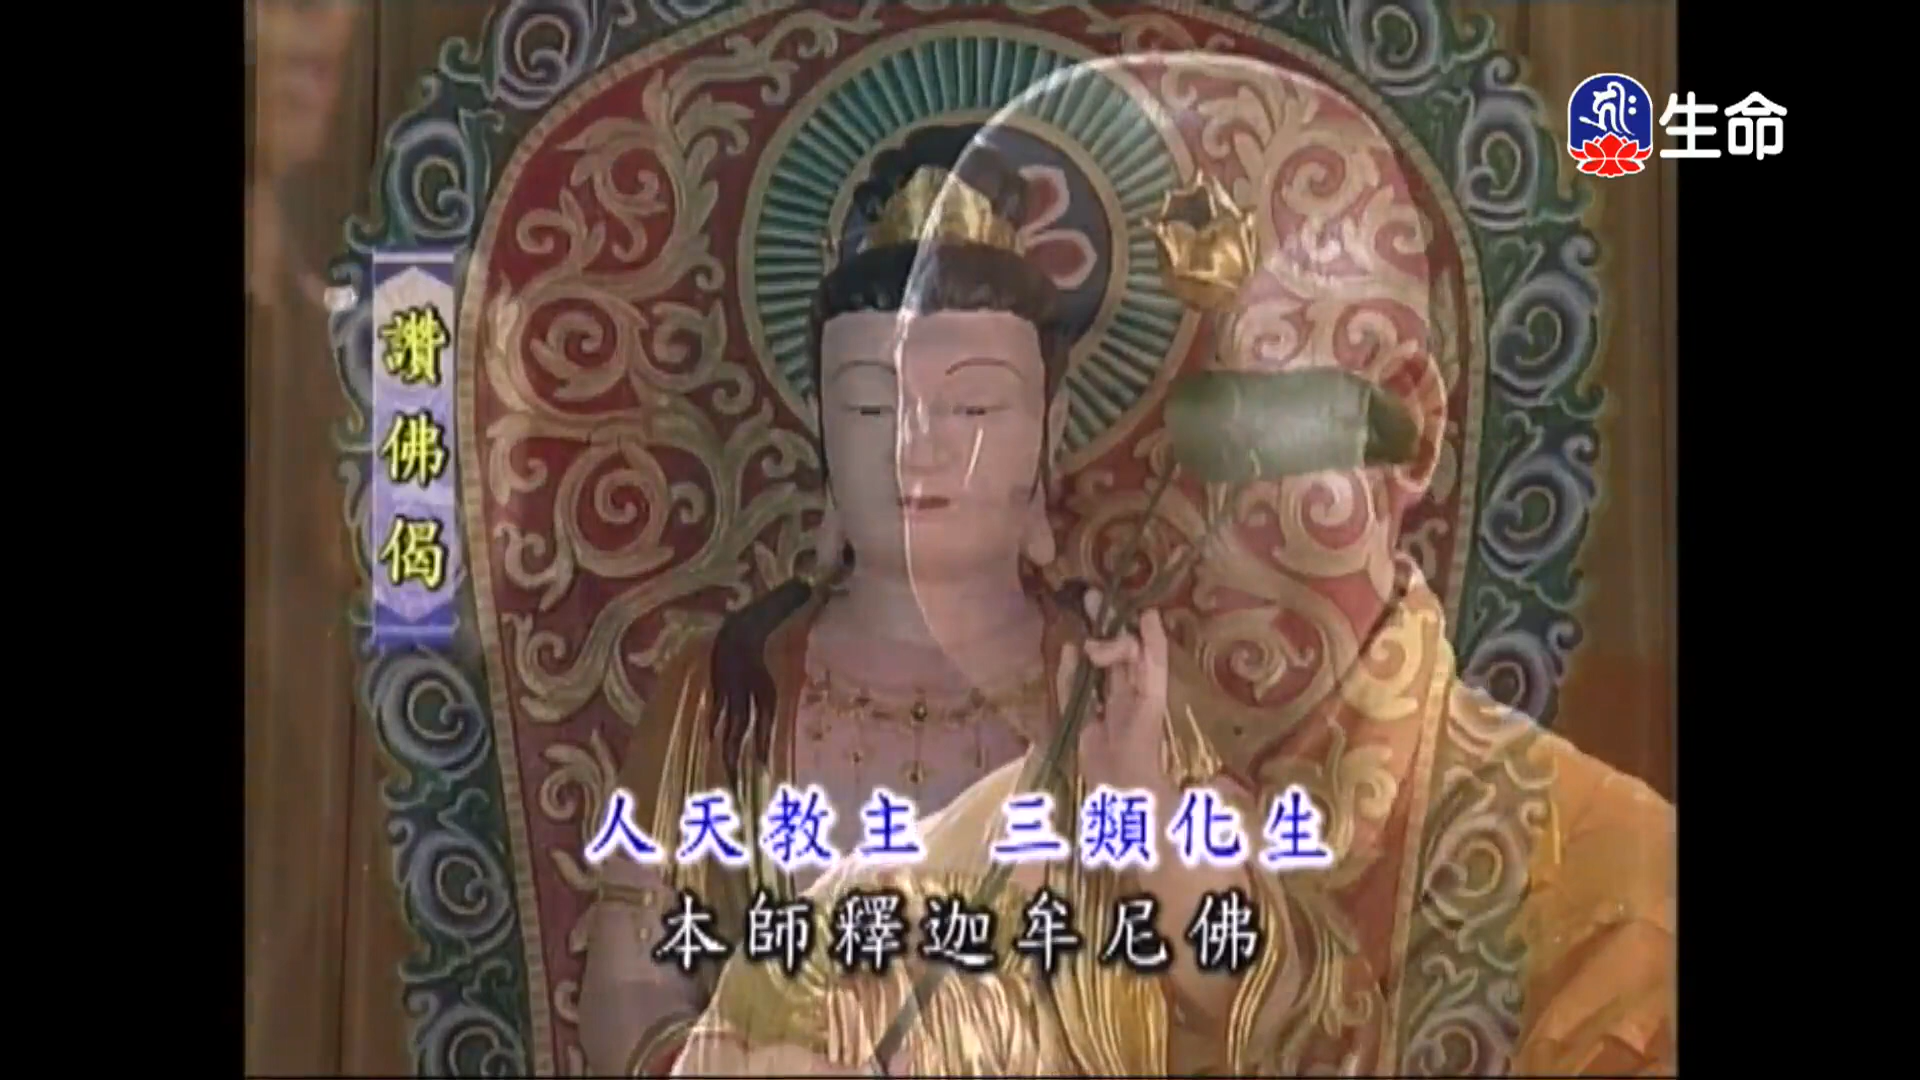 生命
讚佛偈
人天教主 三類化生
本師釋迦牟尼佛